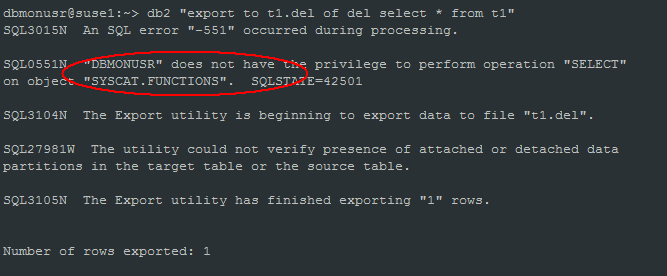 dbmonusr@suse1:~> db2 "export to t1.del of del select * from t1"
SQL3015N  An SQL error "-551" occurred during processing.
SQL0551N  "DBMONUSR" does not have the privilege to perform operation "SELECT"
on object "SYSCAT.FUNCTIONS".  SQLSTATE=42501
SQL3104N  The Export utility is beginning to export data to file "t1.del".
SQL27981W  The utility could not verify presence of attached or detached data
partitions in the target table or the source table.
SQL3105N  The Export utility has finished exporting "1" rows.
Number of rows exported: 1